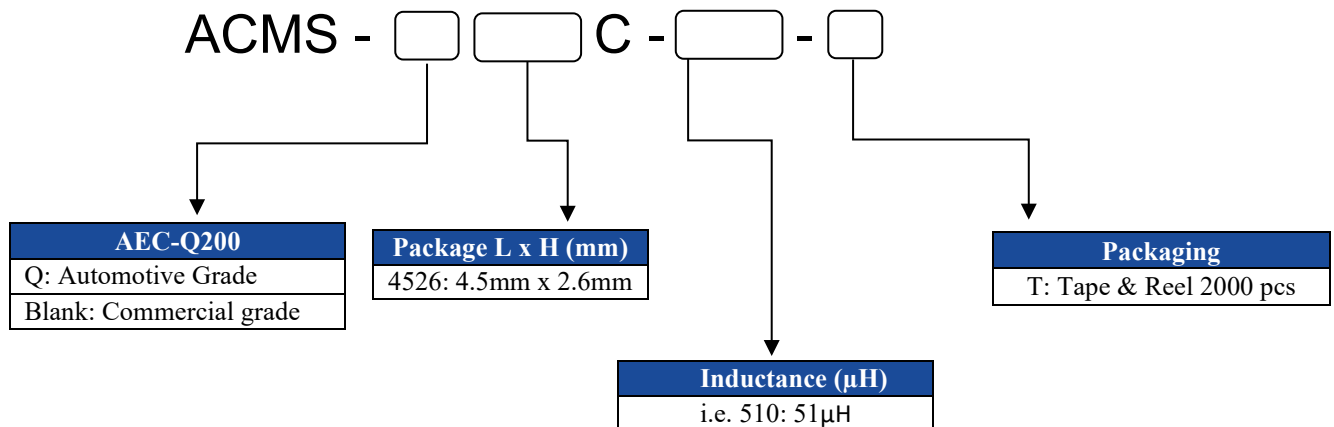 ACMS - C - -
AEC-Q200
Q: Automotive Grade
Blank: Commercial grade
Package L x H (mm)
4526: 4.5mm x 2.6mm
Inductance (µH)
i.e. 510: 51µH
Packaging
T: Tape & Reel 2000 pcs